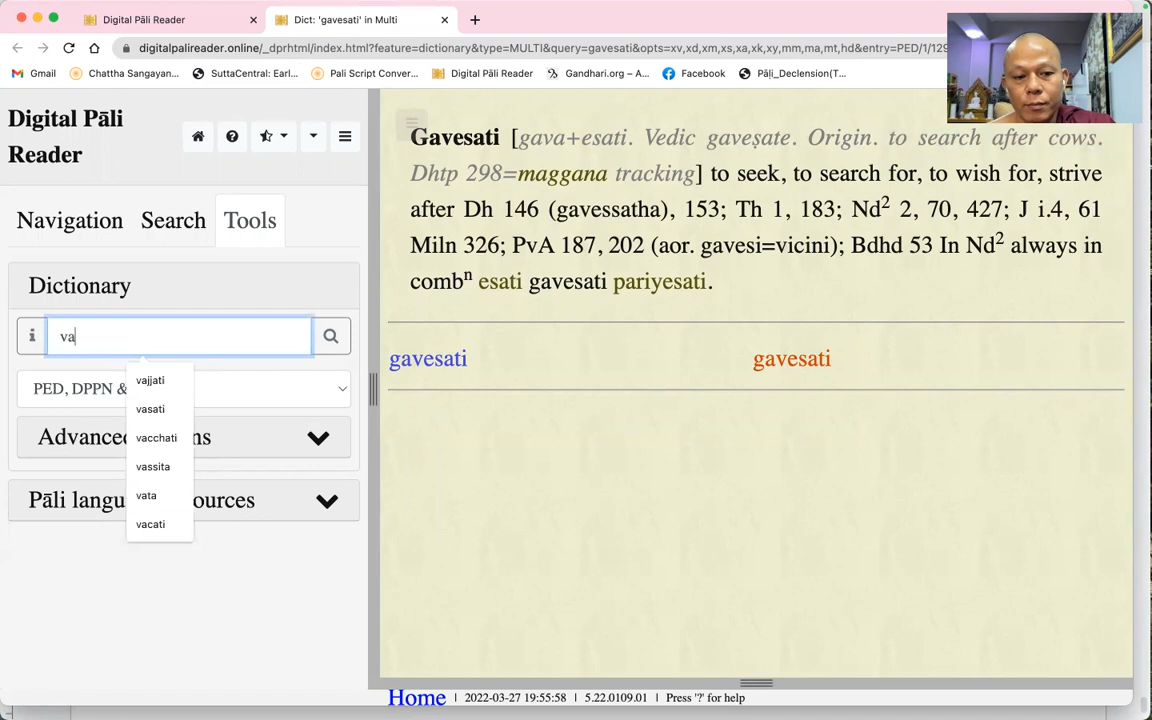 Digital Pāli Reader
Dict: 'gavesati' in Multi
digitalpalireader.online/_dprhtml/index.html?feature=dictionary&type=MULTI&query=gavesati&opts=xv,xd,xm,xs,xa,xk,xy,mm,ma,mt,hd&entry=PED/1/129
Gmail
Chattha Sangayan...
SuttaCentral: Earl...
Pali Script Conver...
Digital Pāli Reader
Gandhari.org – A...
Facebook
Pāḷi_Declension(T...
Digital Pāli
Reader
Navigation Search Tools
Dictionary
va
vajjati
vasati
vacchati
vassita
vata
vacati
PED, DPPN &
Advanced
ns
Pāli langu
ources
Gavesati [gava+esati. Vedic gaveṣate. Origin. to search after cows.
Dhtp 298=maggana tracking] to seek, to search for, to wish for, strive
after Dh 146 (gavessatha), 153; Th 1, 183; Nd2 2, 70, 427; J i.4, 61
Miln 326; PvA 187, 202 (aor. gavesi=vicini); Bdhd 53 In Nd2 always in
combn esati gavesati pariyesati.
gavesati gavesati
Home | 2022-03-27 19:55:58 | 5.22.0109.01 | Press '?' for help